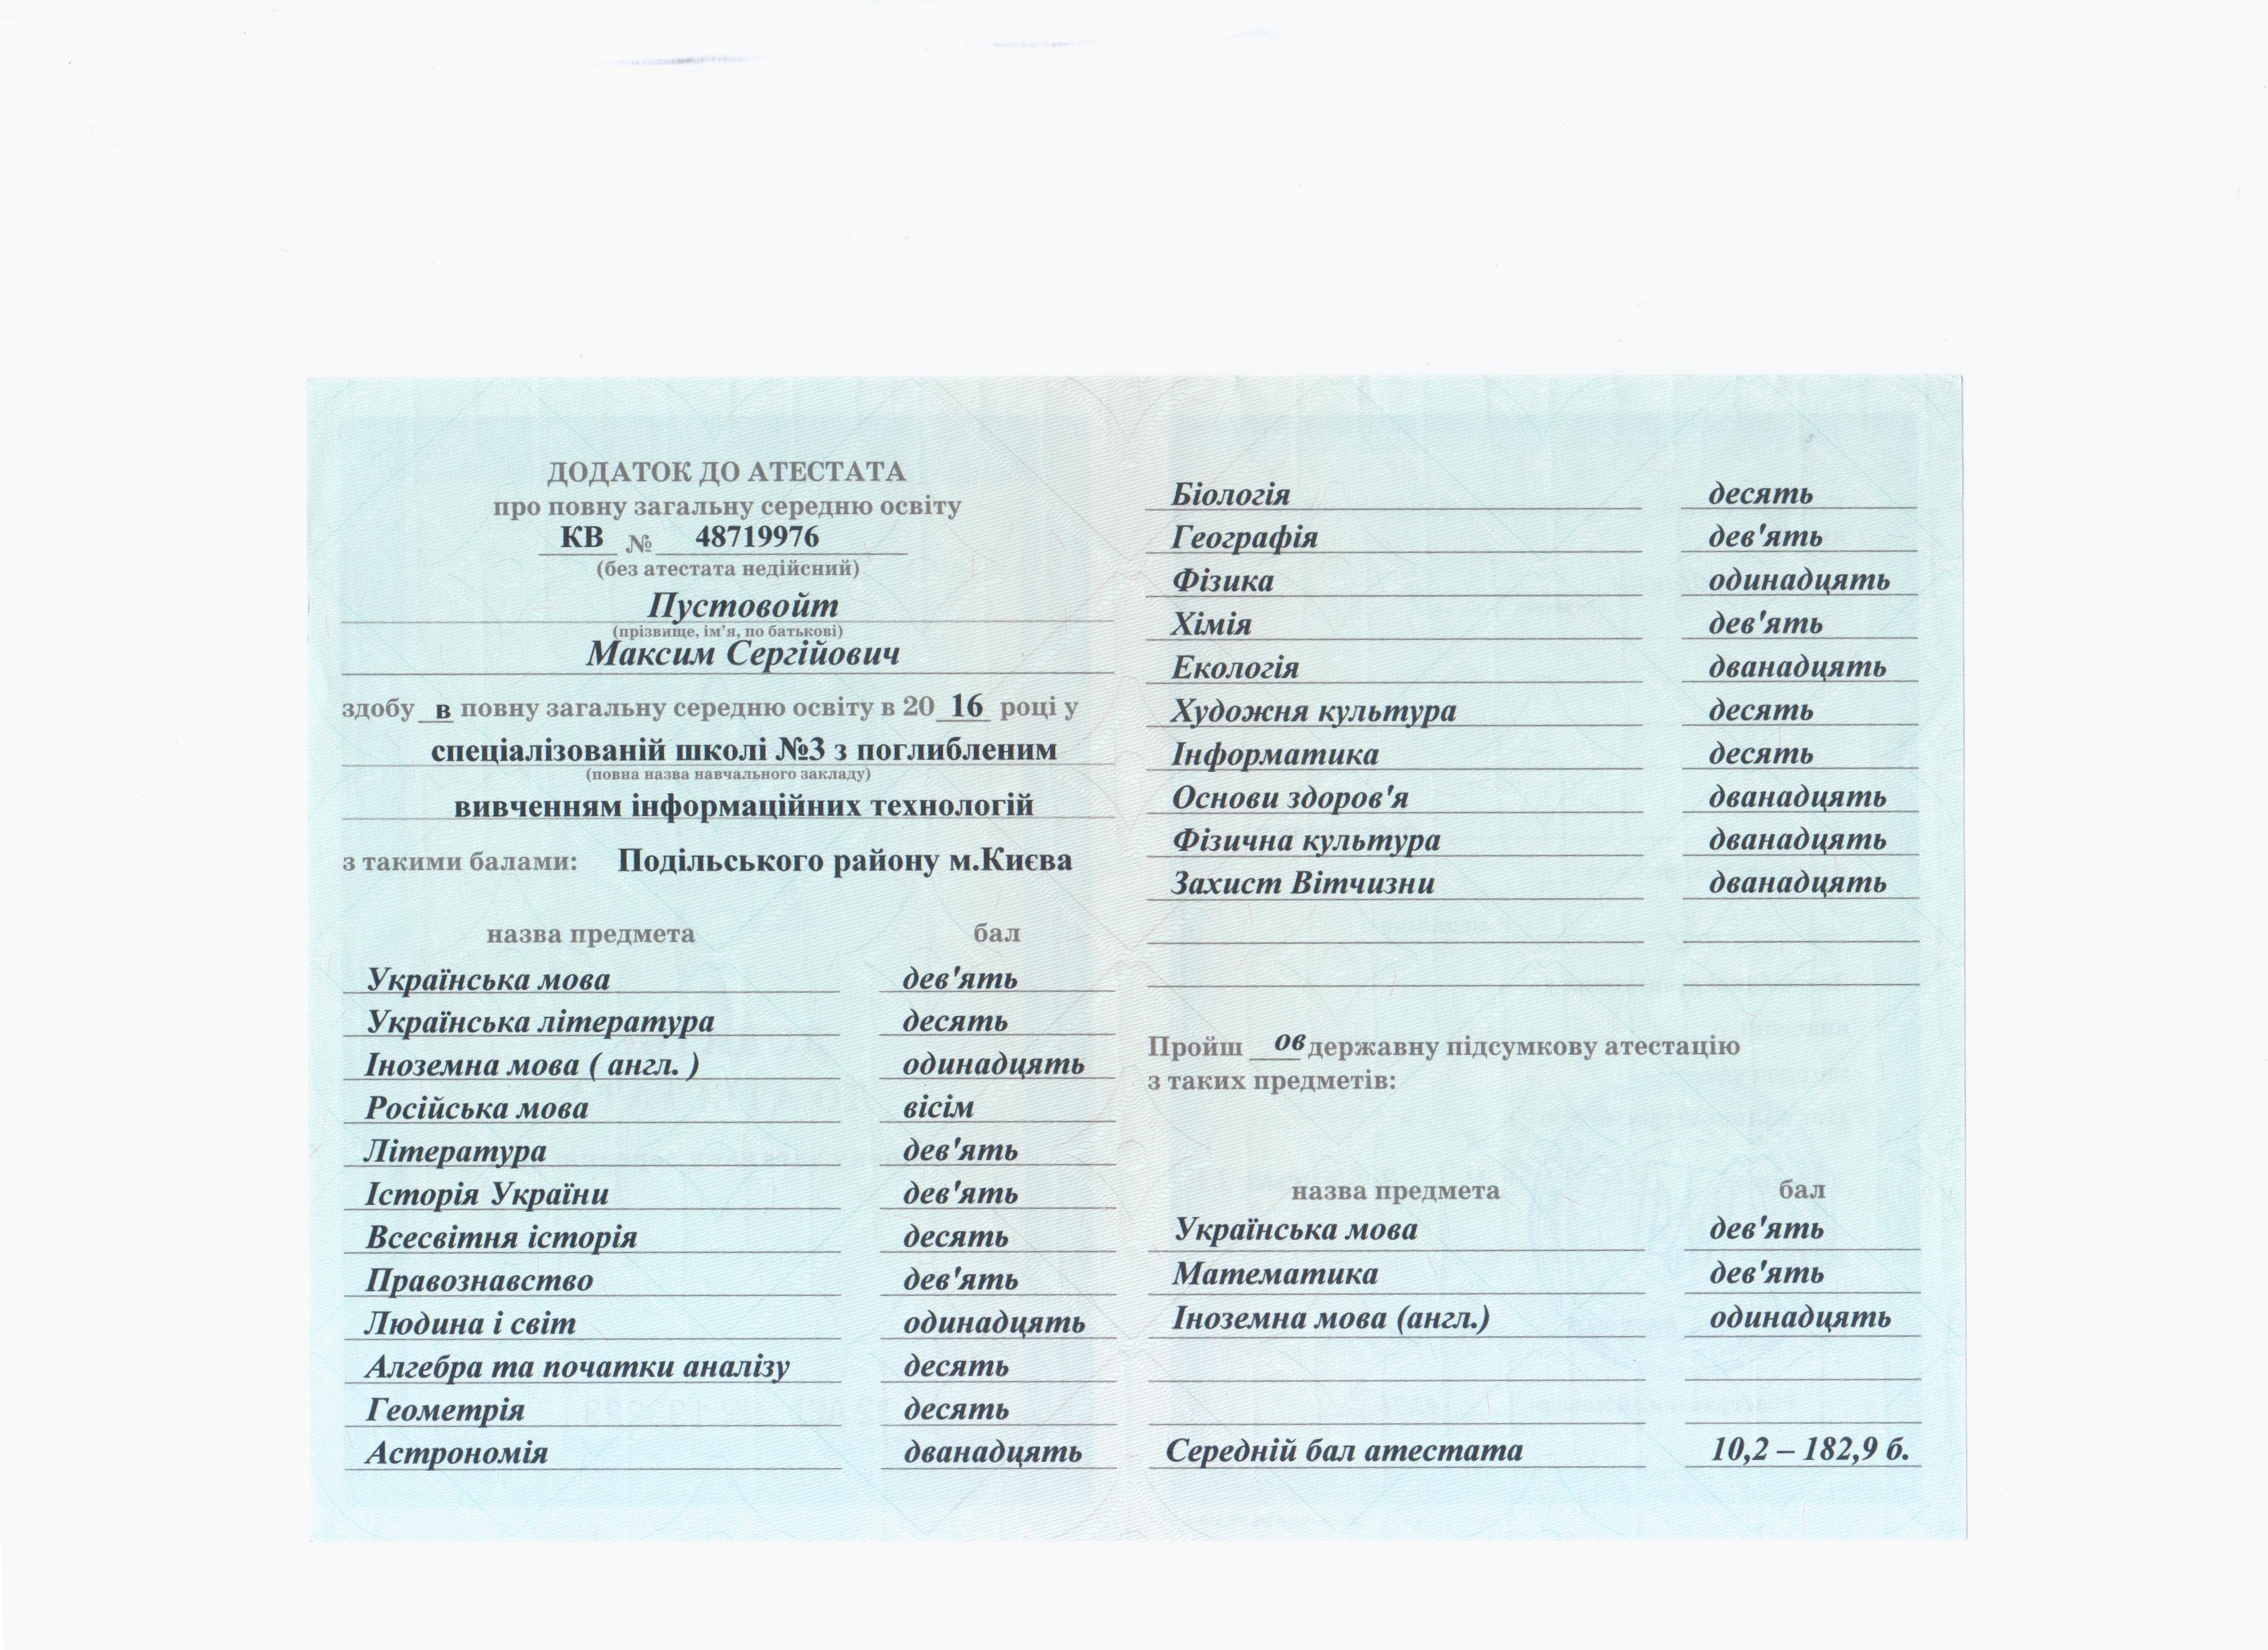 ДОДАТОК ДО АТЕСТАТА
про повну загальну середню освіту
КВ № 48719976
(без атестата недійсний)
Пустовойт
(прізвище, ім’я, по батькові)
Максим Сергійович
здобу в повну загальну середню освіту в 20 16 році у
спеціалізованій школі №3 з поглибленим
(повна назва навчального закладу)
вивченням інформаційних технологій
з такими балами: Подільського району м.Києва
назва предмета бал
Українська мова дев'ять
Українська література десять
Іноземна мова ( англ. ) одинадцять
Російська мова вісім
Література дев'ять
Історія України дев'ять
Всесвітня історія десять
Правознавство дев'ять
Людина і світ одинадцять
Алгебра та початки аналізу десять
Геометрія десять
Астрономія дванадцять
Біологія десять
Географія дев'ять
Фізика одинадцять
Хімія дев'ять
Екологія дванадцять
Художня культура десять
Інформатика десять
Основи здоров'я дванадцять
Фізична культура дванадцять
Захист Вітчизни дванадцять
Пройш ов державну підсумкову атестацію
з таких предметів:
назва предмета бал
Українська мова дев'ять
Математика дев'ять
Іноземна мова (англ.) одинадцять
Середній бал атестата 10,2 – 182,9 б.